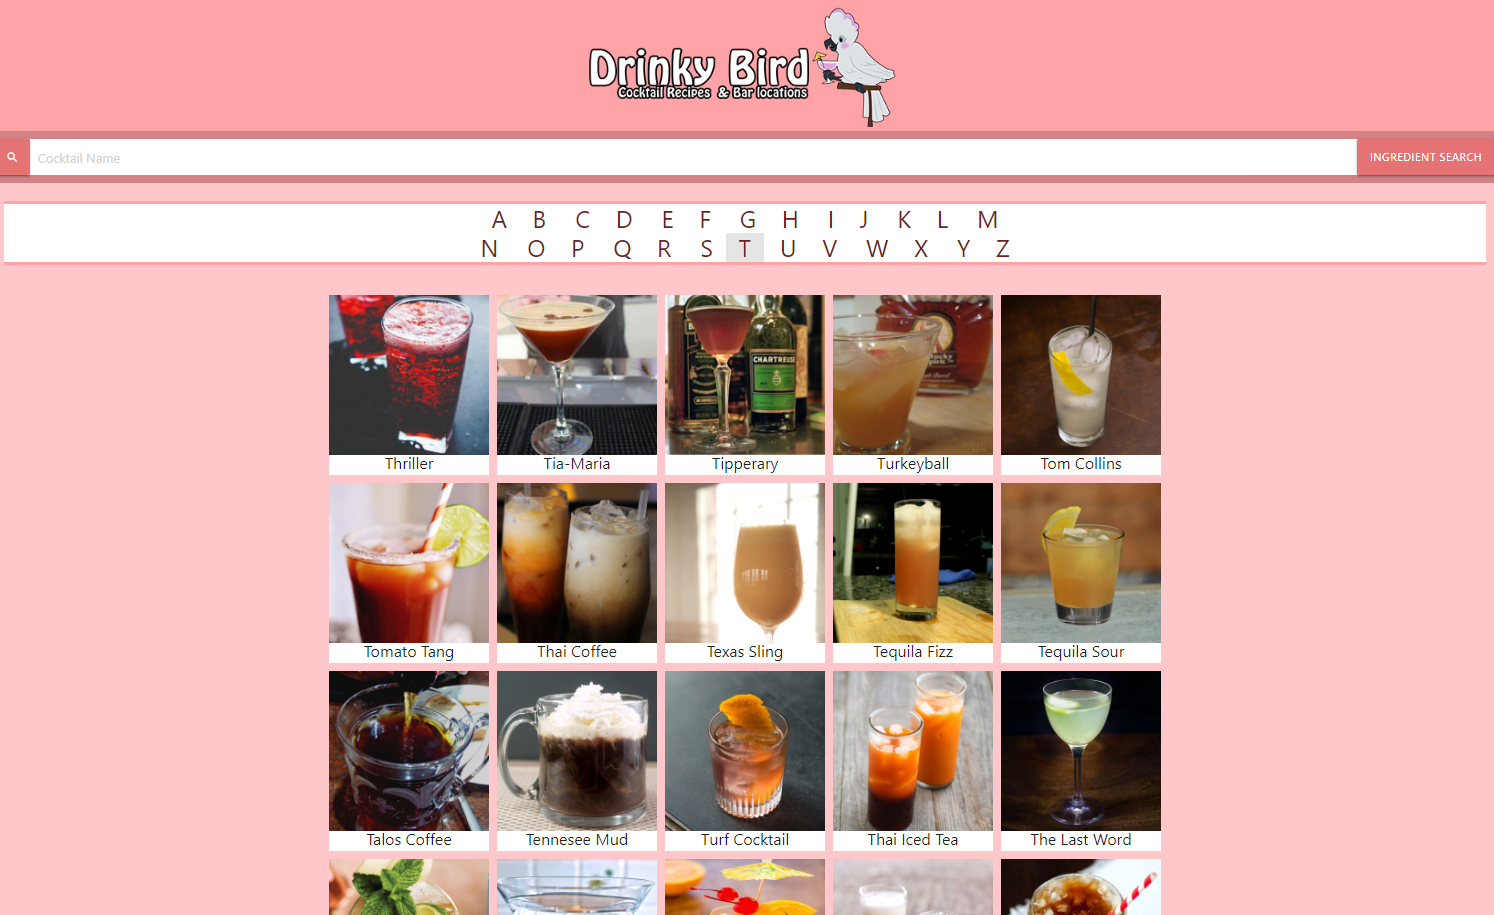 Drinky Bird
Cocktail Recipes & Bar locations
Cocktail Name
INGREDIENT SEARCH
A B C D E F G H I J K L M
N O P Q R S T U V W X Y Z
CHARTREUSE
Thriller
Tia-Maria
Tipperary
Turkeyball
Tom Collins
Tomato Tang
Thai Coffee
Texas Sling
Tequila Fizz
Tequila Sour
Talos Coffee
Tennesee Mud
Turf Cocktail
Thai Iced Tea
The Last Word